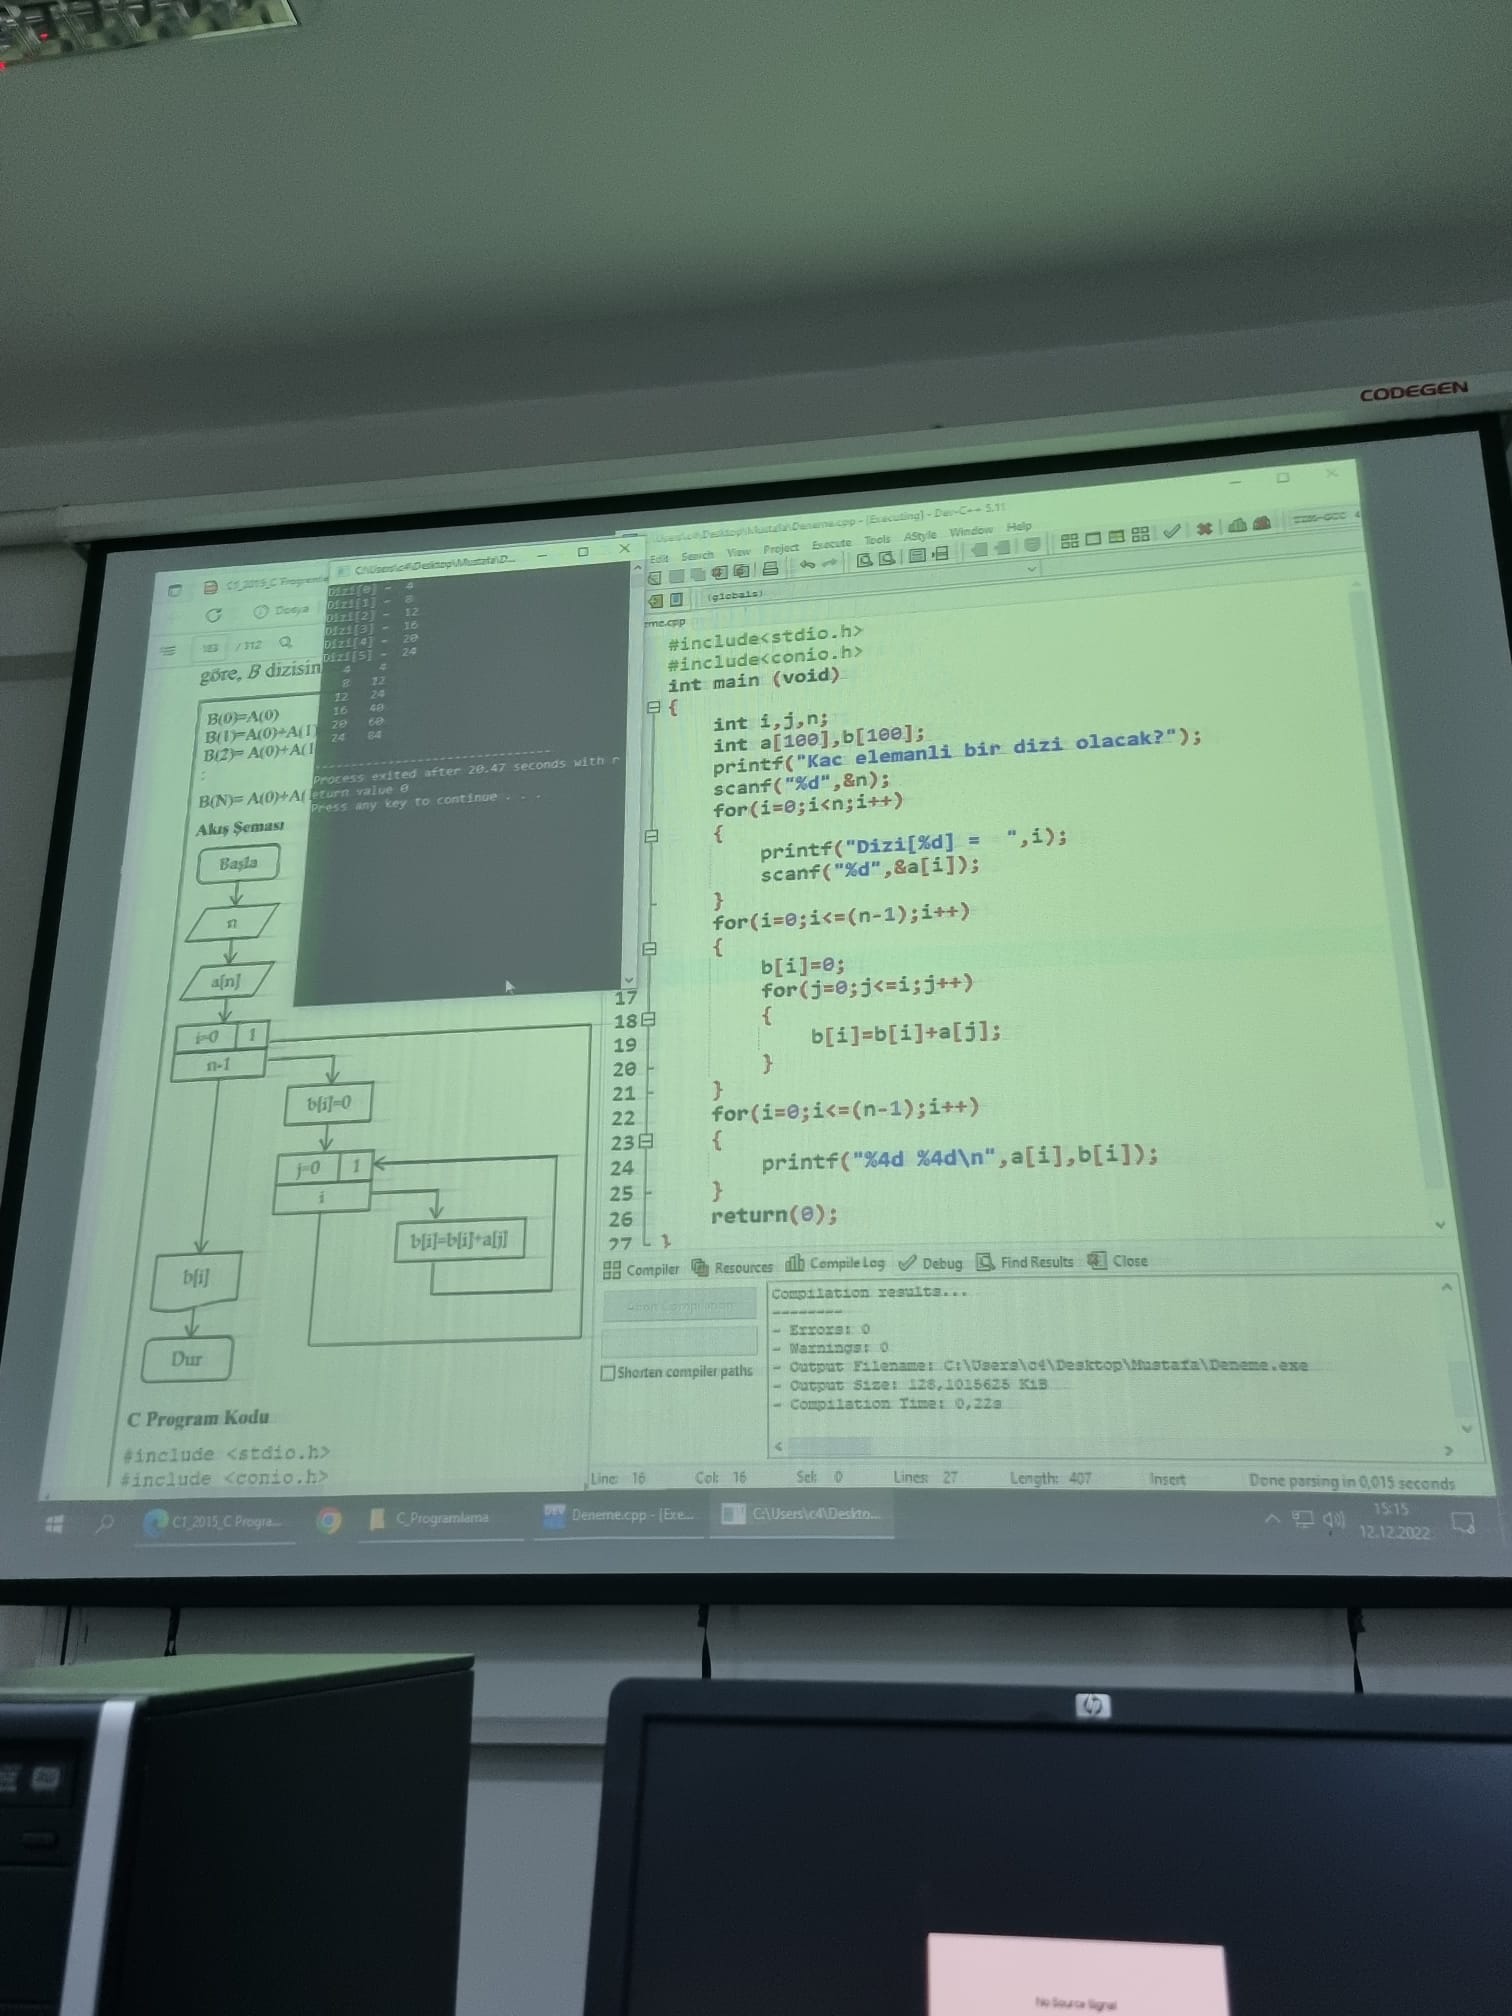 CODEGEN
C:\Users\c4\Desktop\Mustafa\Deneme.cpp - [Executing] - Dev-C++ 5.11
Edit Search View Project Execute Tools AStyle Window Help
(globals)
#include<stdio.h>
#include<conio.h>
int main (void)
{
int i,j,n;
int a[100],b[100];
printf("Kac elemanli bir dizi olacak?");
scanf("%d",&n);
for(i=0;i<n;i++)
{
printf("Dizi[%d] =  ",i);
scanf("%d",&a[i]);
}
for(i=0;i<=(n-1);i++)
{
b[i]=0;
17 for(j=0;j<=i;j++)
18 {
19 b[i]=b[i]+a[j];
20 }
21 }
22 for(i=0;i<=(n-1);i++)
23 {
24 printf("%4d %4d\n",a[i],b[i]);
25 }
26 return(0);
27 }
C:\Users\c4\Desktop\Mustafa\D...
Dizi[0] = 4
Dizi[1] = 8
Dizi[2] = 12
Dizi[3] = 16
Dizi[4] = 20
Dizi[5] = 24
4 4
8 12
12 24
16 40
20 60
24 84
--------------------------------
Process exited after 20.47 seconds with r
eturn value 0
Press any key to continue . . .
C1_2015_C Programla
Dosya
183 / 312
göre, B dizisin
B(0)=A(0)
B(1)=A(0)+A(1
B(2)= A(0)+A(1
:
B(N)= A(0)+A(
Akış Şeması
Başla
n
a[n]
i=0 1
n-1
b[i]=0
j=0 1
i
b[i]=b[i]+a[j]
b[i]
Dur
C Program Kodu
#include <stdio.h>
#include <conio.h>
Compiler Resources Compile Log Debug Find Results Close
Abort Compilation
Shorten compiler paths
Compilation results...
--------
- Errors: 0
- Warnings: 0
- Output Filename: C:\Users\c4\Desktop\Mustafa\Deneme.exe
- Output Size: 128,1015625 KiB
- Compilation Time: 0,22s
Line: 16 Col: 16 Sel: 0 Lines: 27 Length: 407 Insert Done parsing in 0,015 seconds
C1_2015_C Progra... C_Programlama Deneme.cpp - [Exe... C:\Users\c4\Deskto...
15:15
12.12.2022
hp
No Source Signal